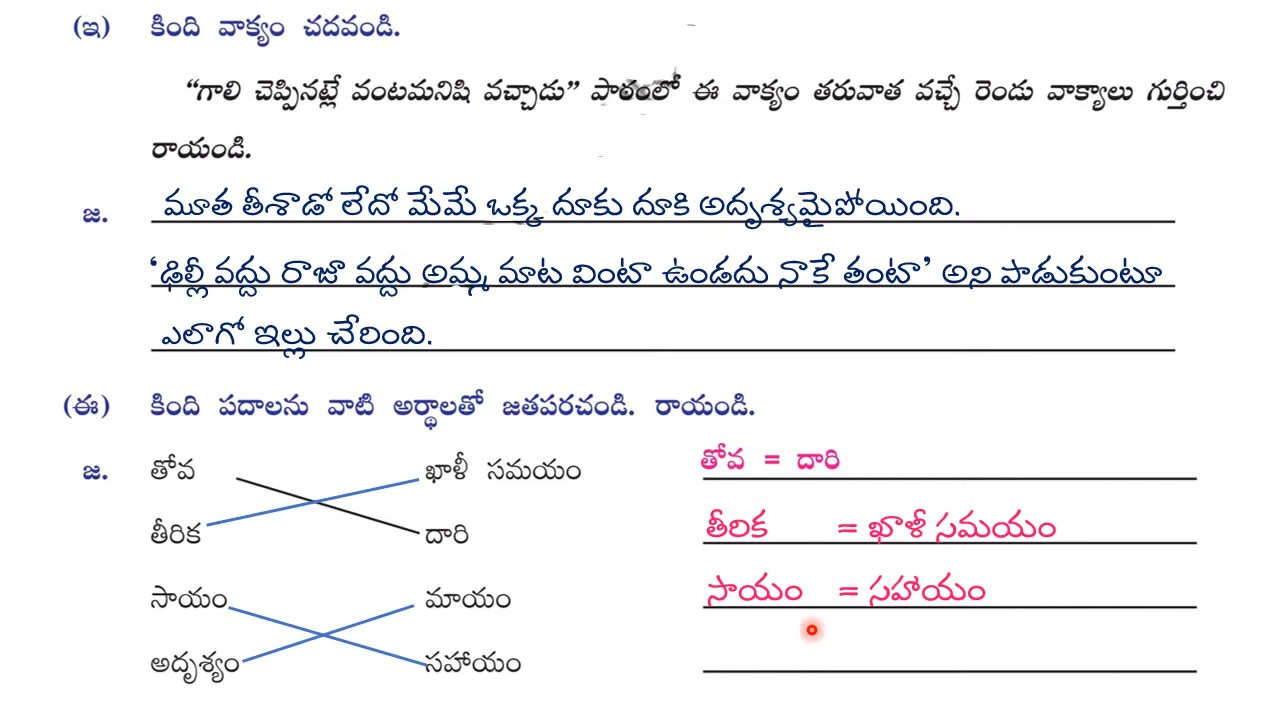 (ఇ) కింది వాక్యం చదవండి.
“గాలి చెప్పినట్లే వంటమనిషి వచ్చాడు” పాఠంలో ఈ వాక్యం తరువాత వచ్చే రెండు వాక్యాలు గుర్తించి
రాయండి.
జ. మూత తీశాడో లేదో మేమే ఒక్క దూకు దూకి అదృశ్యమైపోయింది.
‘ఢిల్లీ వద్దు రాజూ వద్దు అమ్మ మాట వింటా ఉండదు నాకే తంటా’ అని పాడుకుంటూ
ఎలాగో ఇల్లు చేరింది.
(ఈ) కింది పదాలను వాటి అర్థాలతో జతపరచండి. రాయండి.
జ. తోవ ఖాళీ సమయం తోవ = దారి
తీరిక దారి తీరిక = ఖాళీ సమయం
సాయం మాయం సాయం = సహాయం
అదృశ్యం సహాయం